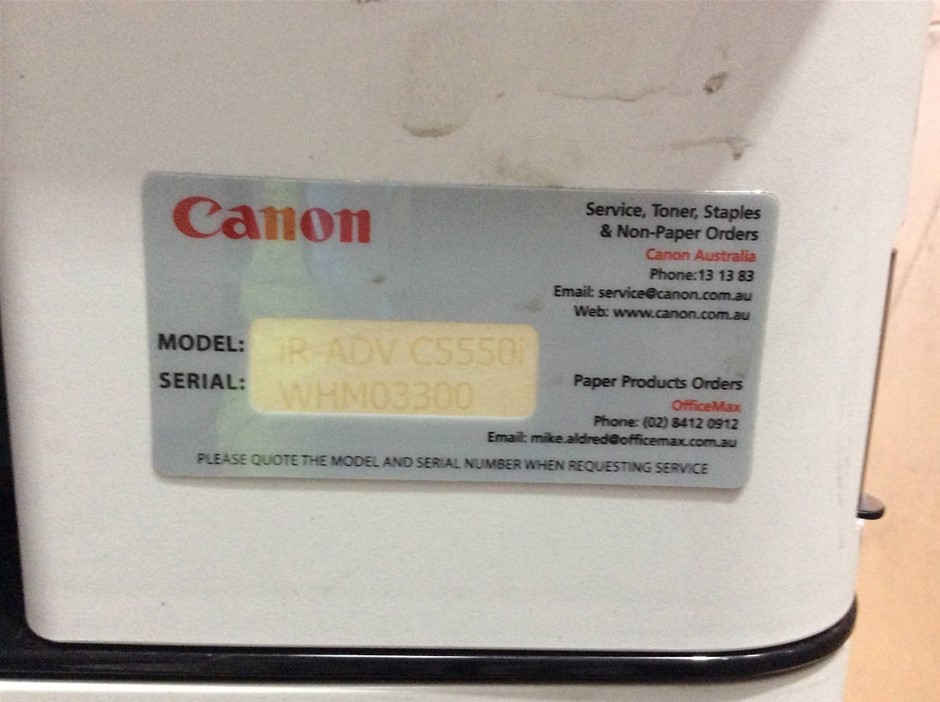 Canon
Service, Toner, Staples
& Non-Paper Orders
Canon Australia
Phone:13 13 83
Email: service@canon.com.au
Web: www.canon.com.au
MODEL: iR-ADV C5550i
SERIAL: WHM03300
Paper Products Orders
OfficeMax
Phone: (02) 8412 0912
Email: mike.aldred@officemax.com.au
PLEASE QUOTE THE MODEL AND SERIAL NUMBER WHEN REQUESTING SERVICE